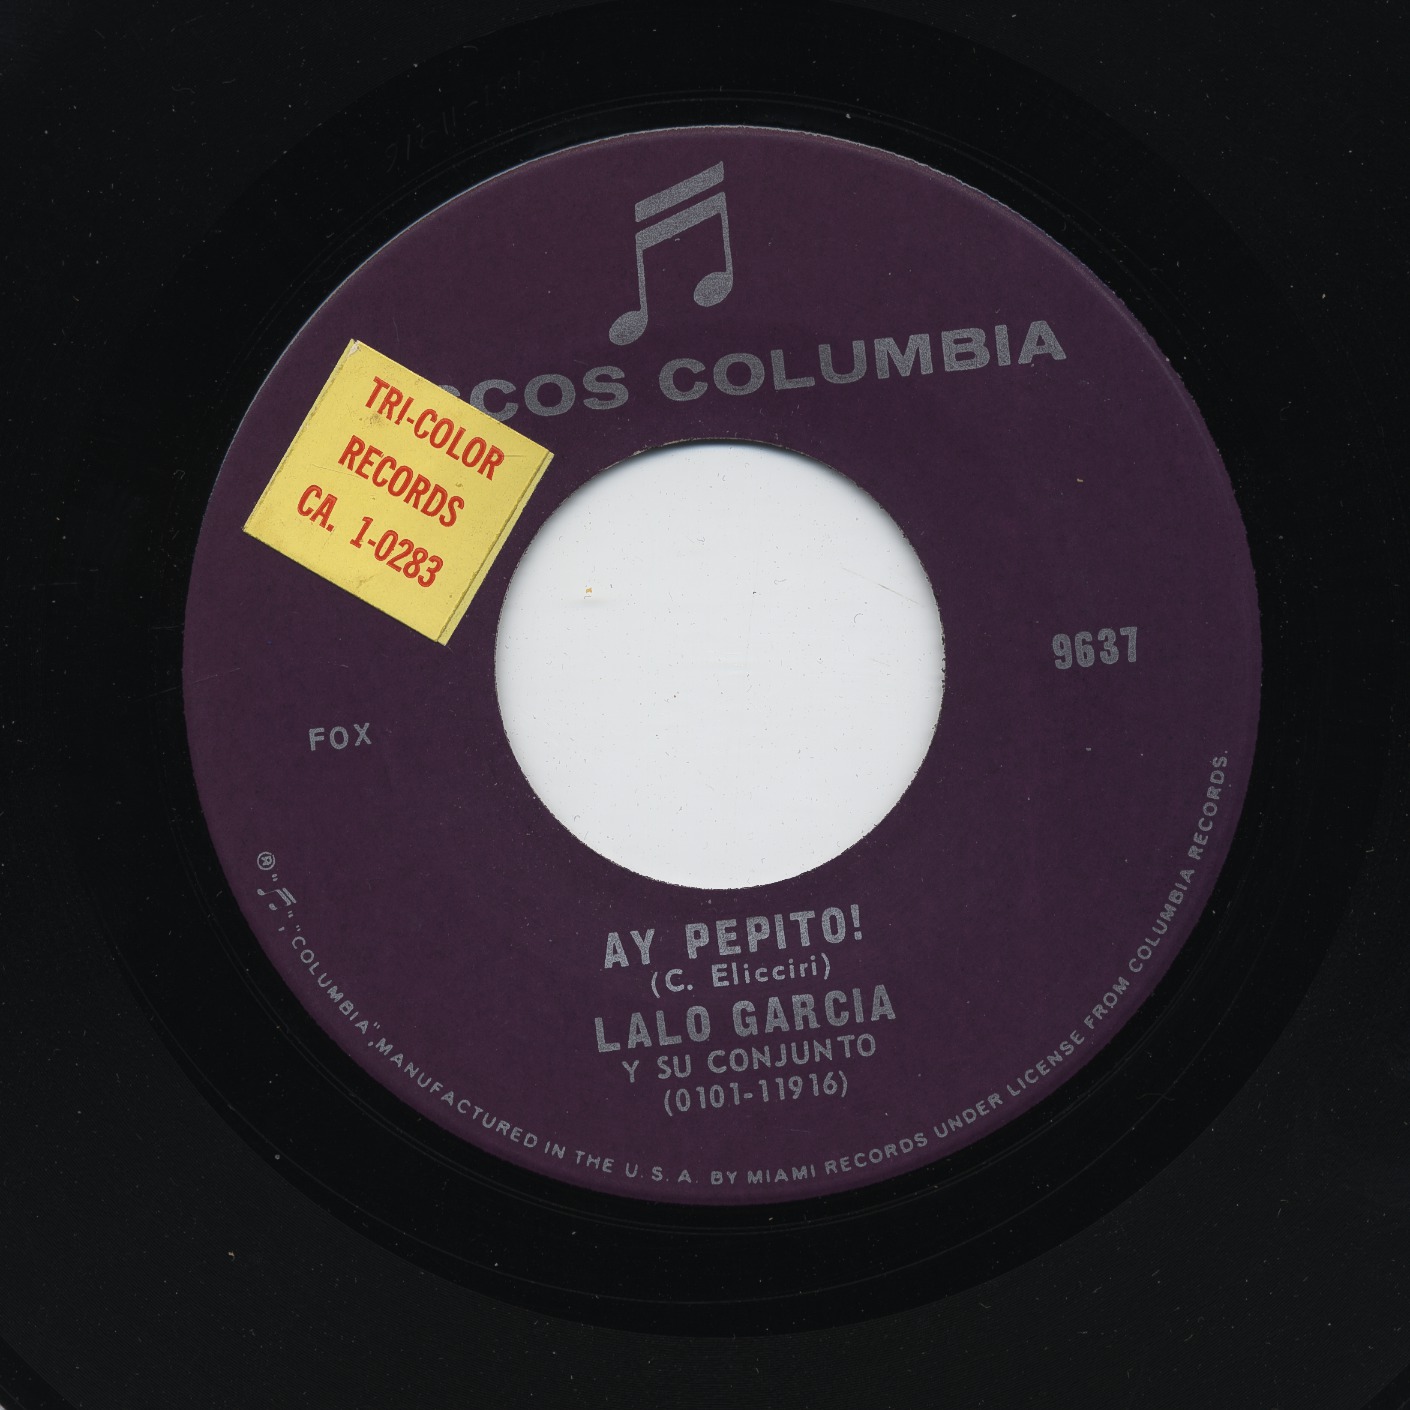 COS COLUMBIA
TRI-COLOR
RECORDS
CA. 1-0283
9637
FOX
AY PEPITO!
(C. Elicciri)
LALO GARCIA
Y SU CONJUNTO
(0101-11916)
® "♫", "COLUMBIA", MANUFACTURED IN THE U.S.A. BY MIAMI RECORDS UNDER LICENSE FROM COLUMBIA RECORDS.